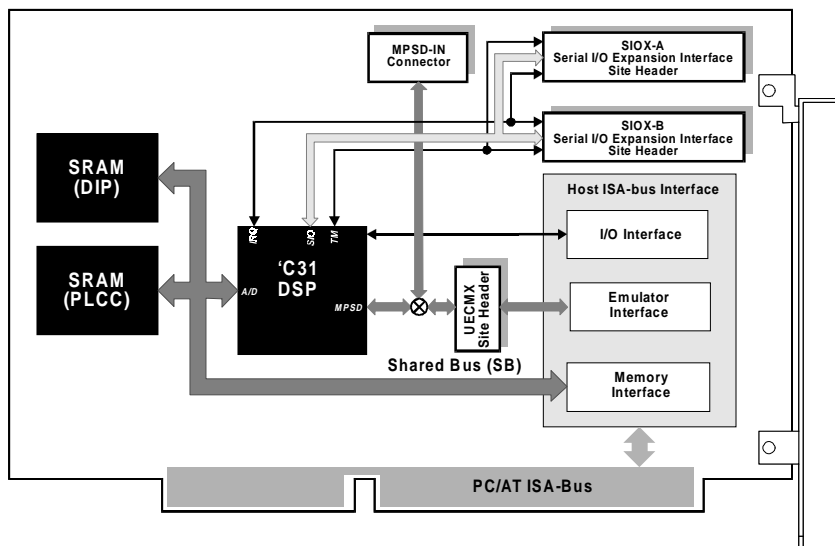 MPSD-IN
Connector
SIOX-A
Serial I/O Expansion Interface
Site Header
SIOX-B
Serial I/O Expansion Interface
Site Header
SRAM
(DIP)
SRAM
(PLCC)
IRQ
SIO
TM
'C31
DSP
A/D
MPSD
UECMX
Site Header
Shared Bus (SB)
Host ISA-bus Interface
I/O Interface
Emulator
Interface
Memory
Interface
PC/AT ISA-Bus